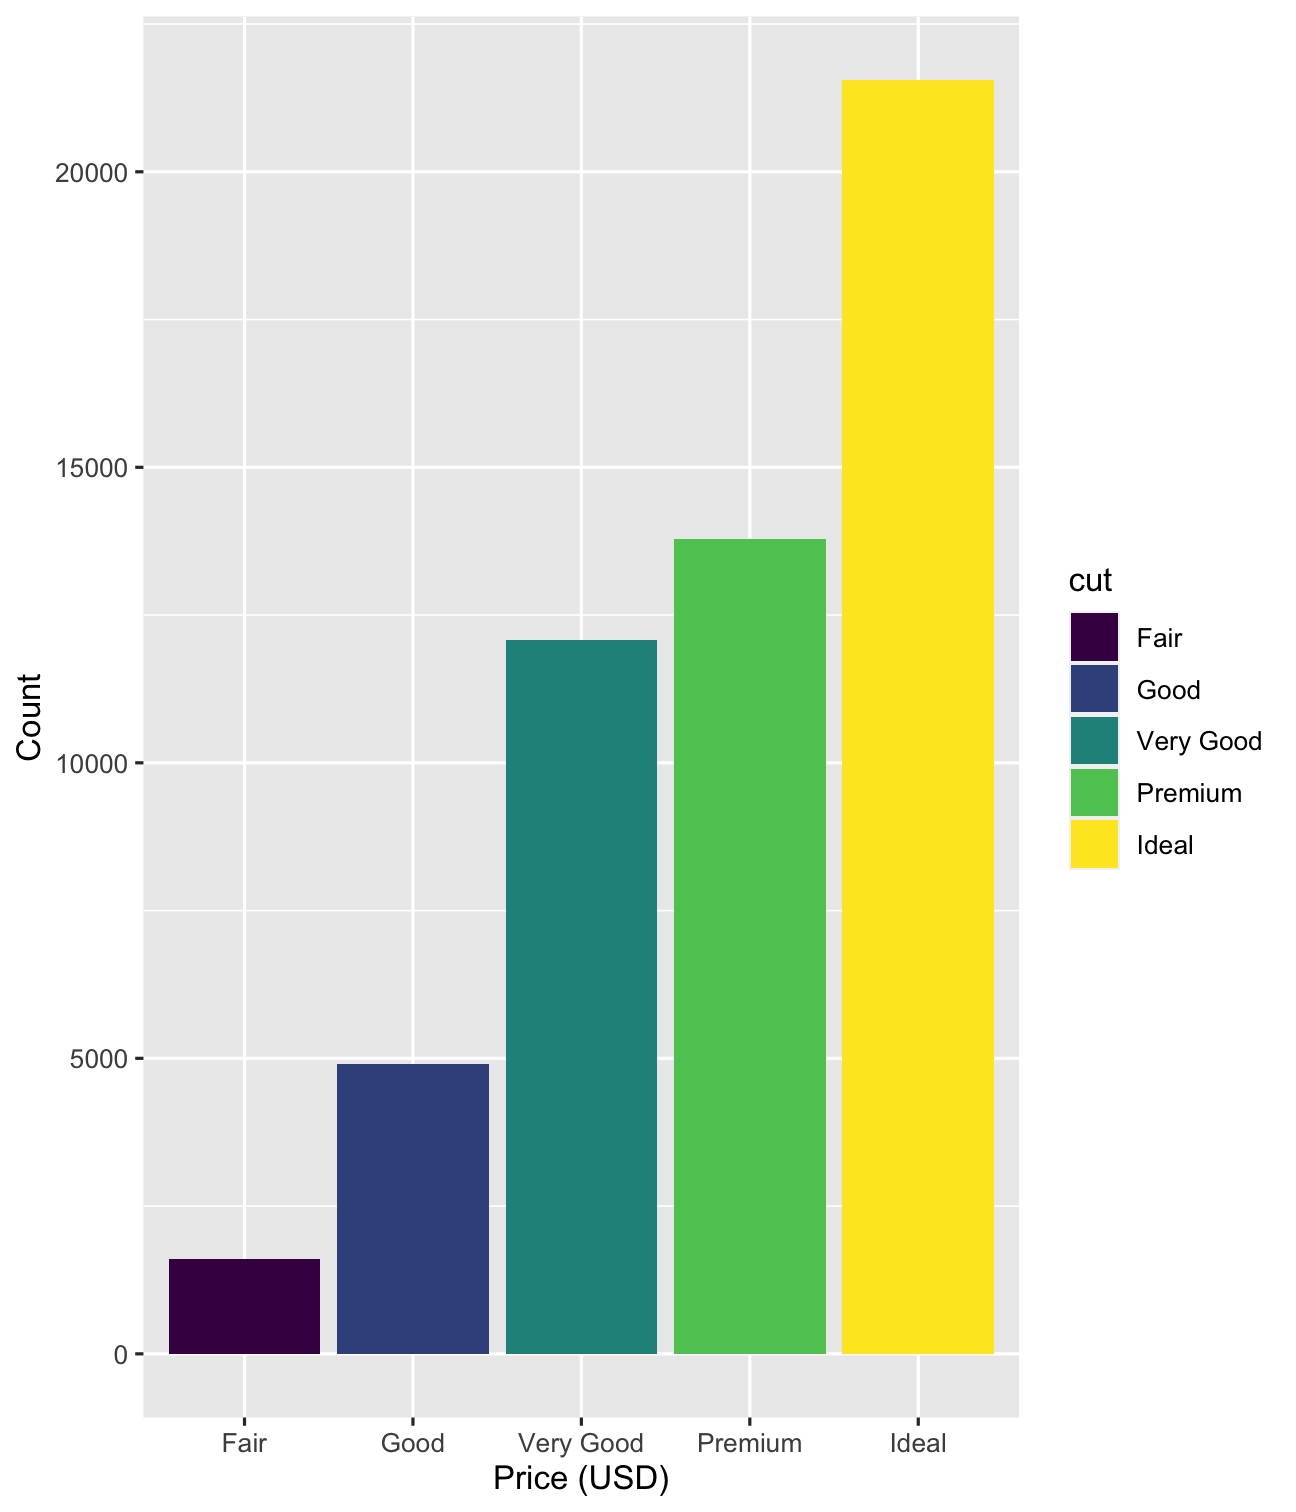 20000
15000
10000
5000
0
Count
Fair
Good
Very Good
Premium
Ideal
Price (USD)
cut
Fair
Good
Very Good
Premium
Ideal